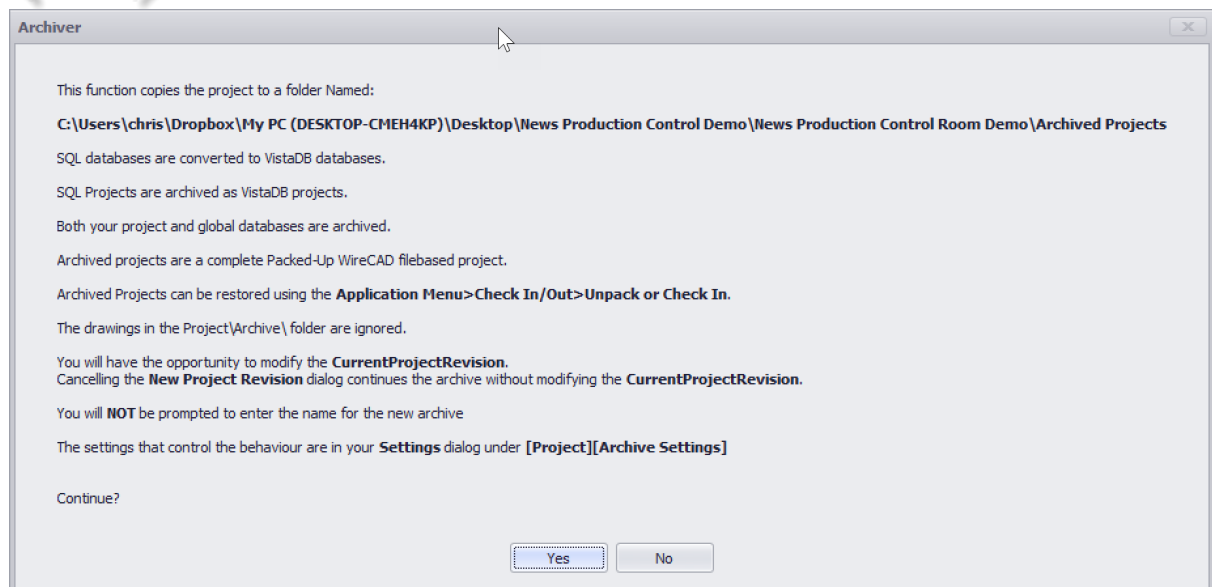 Archiver
This function copies the project to a folder Named:
C:\Users\chris\Dropbox\My PC (DESKTOP-CMEH4KP)\Desktop\News Production Control Demo\News Production Control Room Demo\Archived Projects
SQL databases are converted to VistaDB databases.
SQL Projects are archived as VistaDB projects.
Both your project and global databases are archived.
Archived projects are a complete Packed-Up WireCAD filebased project.
Archived Projects can be restored using the Application Menu>Check In/Out>Unpack or Check In.
The drawings in the Project\Archive\ folder are ignored.
You will have the opportunity to modify the CurrentProjectRevision.
Cancelling the New Project Revision dialog continues the archive without modifying the CurrentProjectRevision.
You will NOT be prompted to enter the name for the new archive
The settings that control the behaviour are in your Settings dialog under [Project][Archive Settings]
Continue?
Yes No